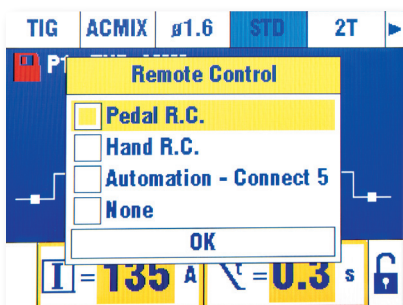 TIG ACMIX ø1.6 STD 2T
P1
Remote Control
Pedal R.C.
Hand R.C.
Automation - Connect 5
None
OK
I = 135 A t = 0.3 s